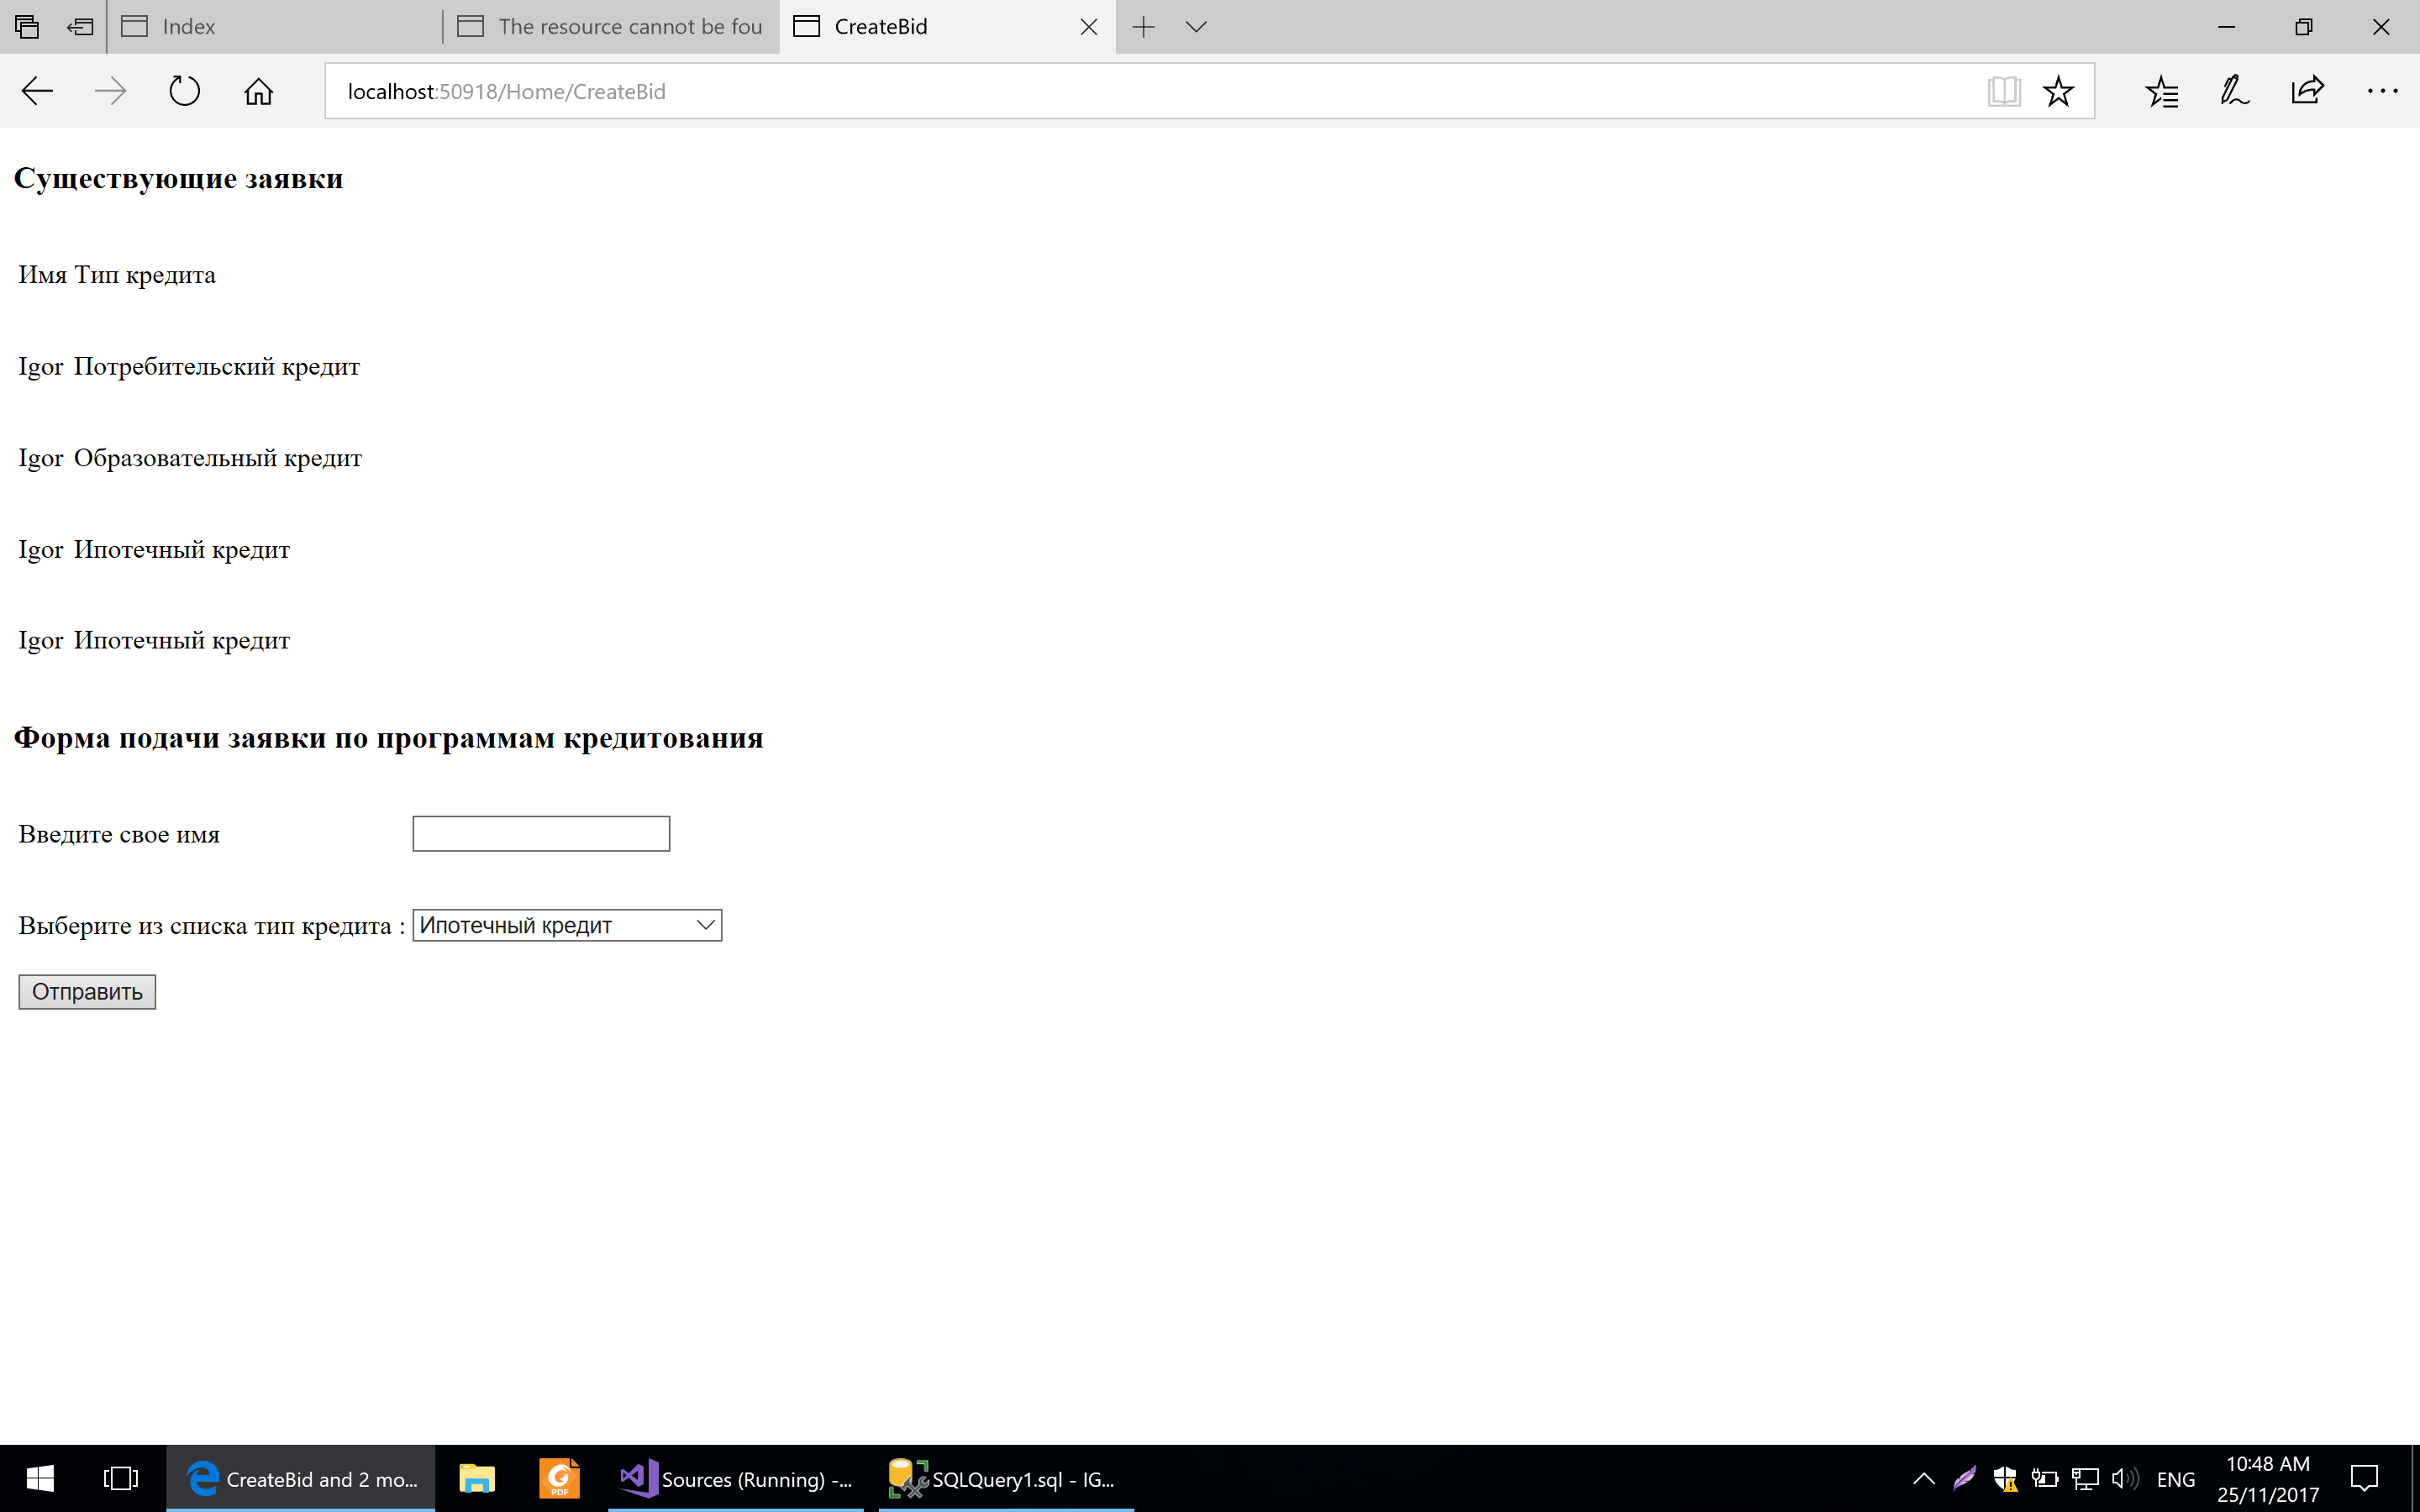 Index
The resource cannot be fou
CreateBid
localhost:50918/Home/CreateBid
Существующие заявки
Имя Тип кредита
Igor Потребительский кредит
Igor Образовательный кредит
Igor Ипотечный кредит
Igor Ипотечный кредит
Форма подачи заявки по программам кредитования
Введите свое имя
Выберите из списка тип кредита : Ипотечный кредит
Отправить
CreateBid and 2 mo...
PDF
Sources (Running) -...
SQLQuery1.sql - IG...
ENG
10:48 AM
25/11/2017